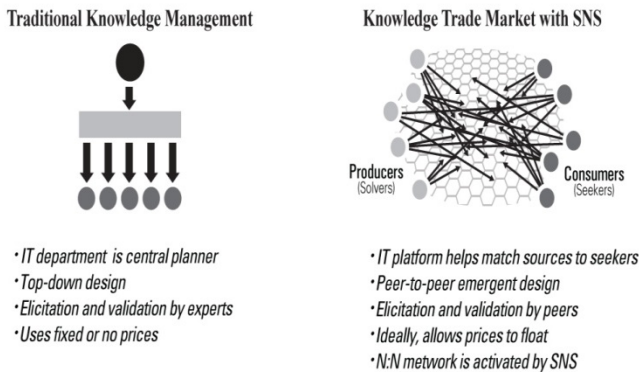 Traditional Knowledge Management
Knowledge Trade Market with SNS
Producers
(Solvers)
Consumers
(Seekers)
• IT department is central planner
• Top-down design
• Elicitation and validation by experts
• Uses fixed or no prices
• IT platform helps match sources to seekers
• Peer-to-peer emergent design
• Elicitation and validation by peers
• Ideally, allows prices to float
• N:N metwork is activated by SNS